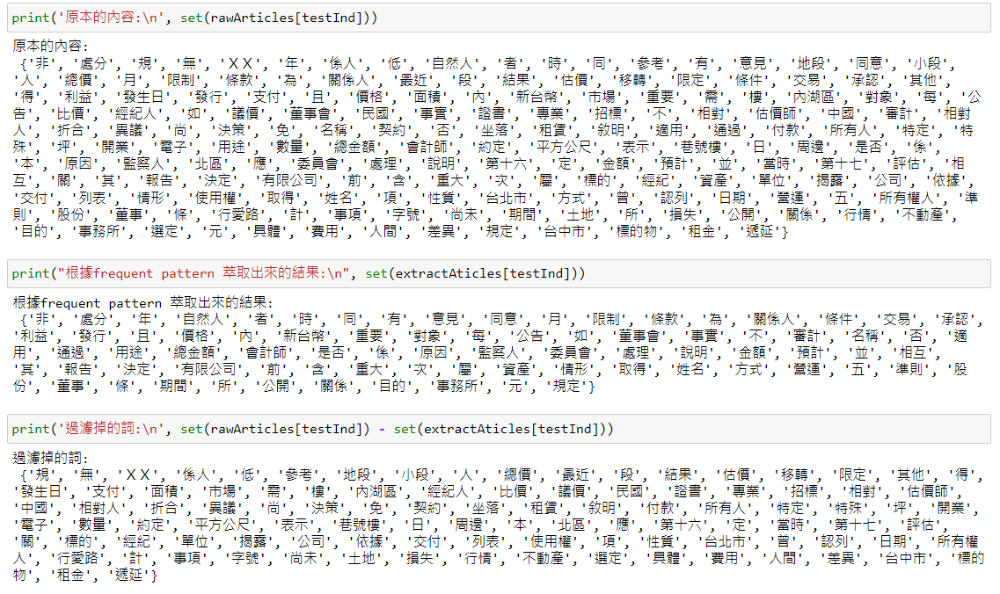 print('原本的內容:\n', set(rawArticles[testInd]))
原本的內容:
{'非', '處分', '規', '無', 'ＸＸ', '年', '係人', '低', '自然人', '者', '時', '同', '參考', '有', '意見', '地段', '同意', '小段',
'人', '總價', '月', '限制', '條款', '為', '關係人', '最近', '段', '結果', '估價', '移轉', '限定', '條件', '交易', '承認', '其他',
'得', '利益', '發生日', '發行', '支付', '且', '價格', '面積', '內', '新台幣', '市場', '重要', '需', '樓', '內湖區', '對象', '每', '公
告', '比價', '經紀人', '如', '議價', '董事會', '民國', '事實', '證書', '專業', '招標', '不', '相對', '估價師', '中國', '審計', '相對
人', '折合', '異議', '尚', '決策', '免', '名稱', '契約', '否', '坐落', '租賃', '敘明', '適用', '通過', '付款', '所有人', '特定', '特
殊', '坪', '開業', '電子', '用途', '數量', '總金額', '會計師', '約定', '平方公尺', '表示', '巷號樓', '日', '周邊', '是否', '係',
'本', '原因', '監察人', '北區', '應', '委員會', '處理', '說明', '第十六', '定', '金額', '預計', '並', '當時', '第十七', '評估', '相
互', '關', '其', '報告', '決定', '有限公司', '前', '含', '重大', '次', '屬', '標的', '經紀', '資產', '單位', '揭露', '公司', '依據',
'交付', '列表', '情形', '使用權', '取得', '姓名', '項', '性質', '台北市', '方式', '曾', '認列', '日期', '營運', '五', '所有權人', '準
則', '股份', '董事', '條', '行愛路', '計', '事項', '字號', '尚未', '期間', '土地', '所', '損失', '公開', '關係', '行情', '不動產',
'目的', '事務所', '選定', '元', '具體', '費用', '人間', '差異', '規定', '台中市', '標的物', '租金', '遞延'}
print("根據frequent pattern 萃取出來的結果:\n", set(extractAticles[testInd]))
根據frequent pattern 萃取出來的結果:
{'非', '處分', '年', '自然人', '者', '時', '同', '有', '意見', '同意', '月', '限制', '條款', '為', '關係人', '條件', '交易', '承認',
'利益', '發行', '且', '價格', '內', '新台幣', '重要', '對象', '每', '公告', '如', '董事會', '事實', '不', '審計', '名稱', '否', '適
用', '通過', '用途', '總金額', '會計師', '是否', '係', '原因', '監察人', '委員會', '處理', '說明', '金額', '預計', '並', '相互',
'其', '報告', '決定', '有限公司', '前', '含', '重大', '次', '屬', '資產', '情形', '取得', '姓名', '方式', '營運', '五', '準則', '股
份', '董事', '條', '期間', '所', '公開', '關係', '目的', '事務所', '元', '規定'}
print('過濾掉的詞:\n', set(rawArticles[testInd]) - set(extractAticles[testInd]))
過濾掉的詞:
{'規', '無', 'ＸＸ', '係人', '低', '參考', '地段', '小段', '人', '總價', '最近', '段', '結果', '估價', '移轉', '限定', '其他', '得',
'發生日', '支付', '面積', '市場', '需', '樓', '內湖區', '經紀人', '比價', '議價', '民國', '證書', '專業', '招標', '相對', '估價師',
'中國', '相對人', '折合', '異議', '尚', '決策', '免', '契約', '坐落', '租賃', '敘明', '付款', '所有人', '特定', '特殊', '坪', '開業',
'電子', '數量', '約定', '平方公尺', '表示', '巷號樓', '日', '周邊', '本', '北區', '應', '第十六', '定', '當時', '第十七', '評估',
'關', '標的', '經紀', '單位', '揭露', '公司', '依據', '交付', '列表', '使用權', '項', '性質', '台北市', '曾', '認列', '日期', '所有權
人', '行愛路', '計', '事項', '字號', '尚未', '土地', '損失', '行情', '不動產', '選定', '具體', '費用', '人間', '差異', '台中市', '標的
物', '租金', '遞延'}